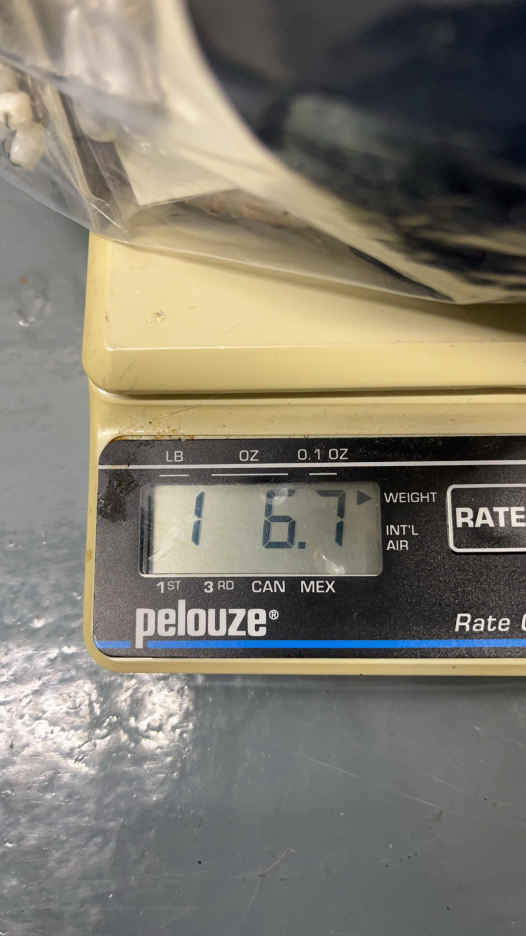 LB OZ 0.1 OZ
1 6.7
WEIGHT
INT'L
AIR
RATE
1ST 3RD CAN MEX
pelouze®
Rate